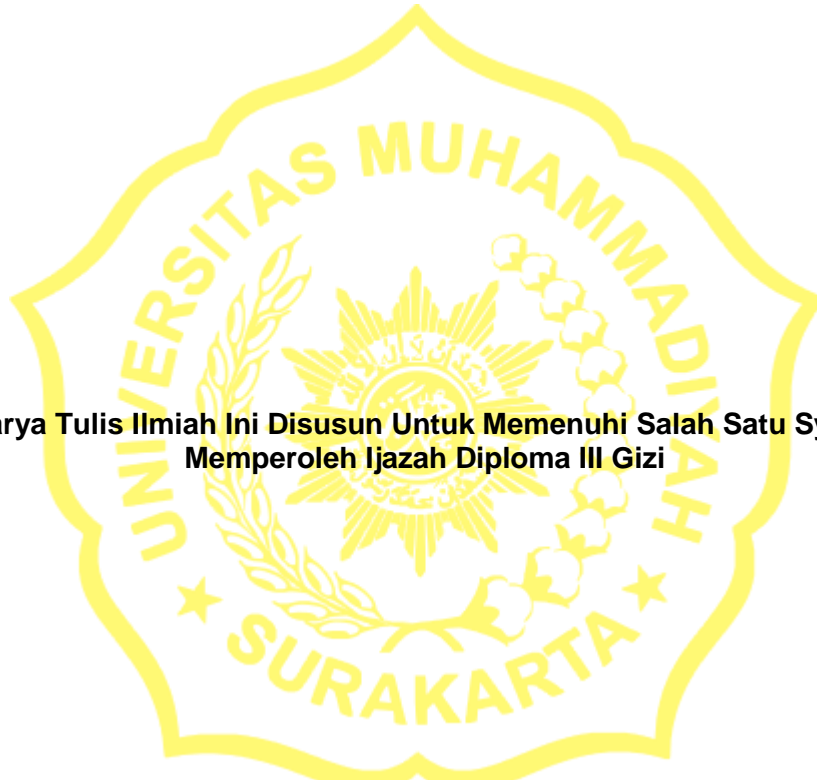 UNIVERSITAS MUHAMMADIYAH
arya Tulis Ilmiah Ini Disusun Untuk Memenuhi Salah Satu Sy
Memperoleh Ijazah Diploma III Gizi
SURAKARTA